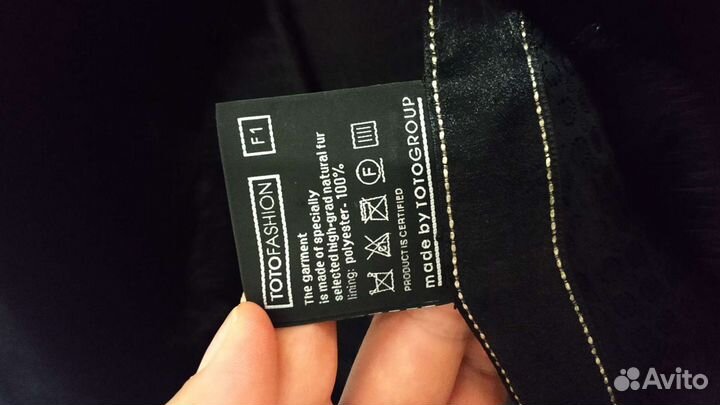 F1
TOTOFASHION
The garment
is made of specially
selected high-grad natural fur
lining: polyester-100%
F
PRODUCT IS CERTIFIED
made by TOTOGROUP
Avito